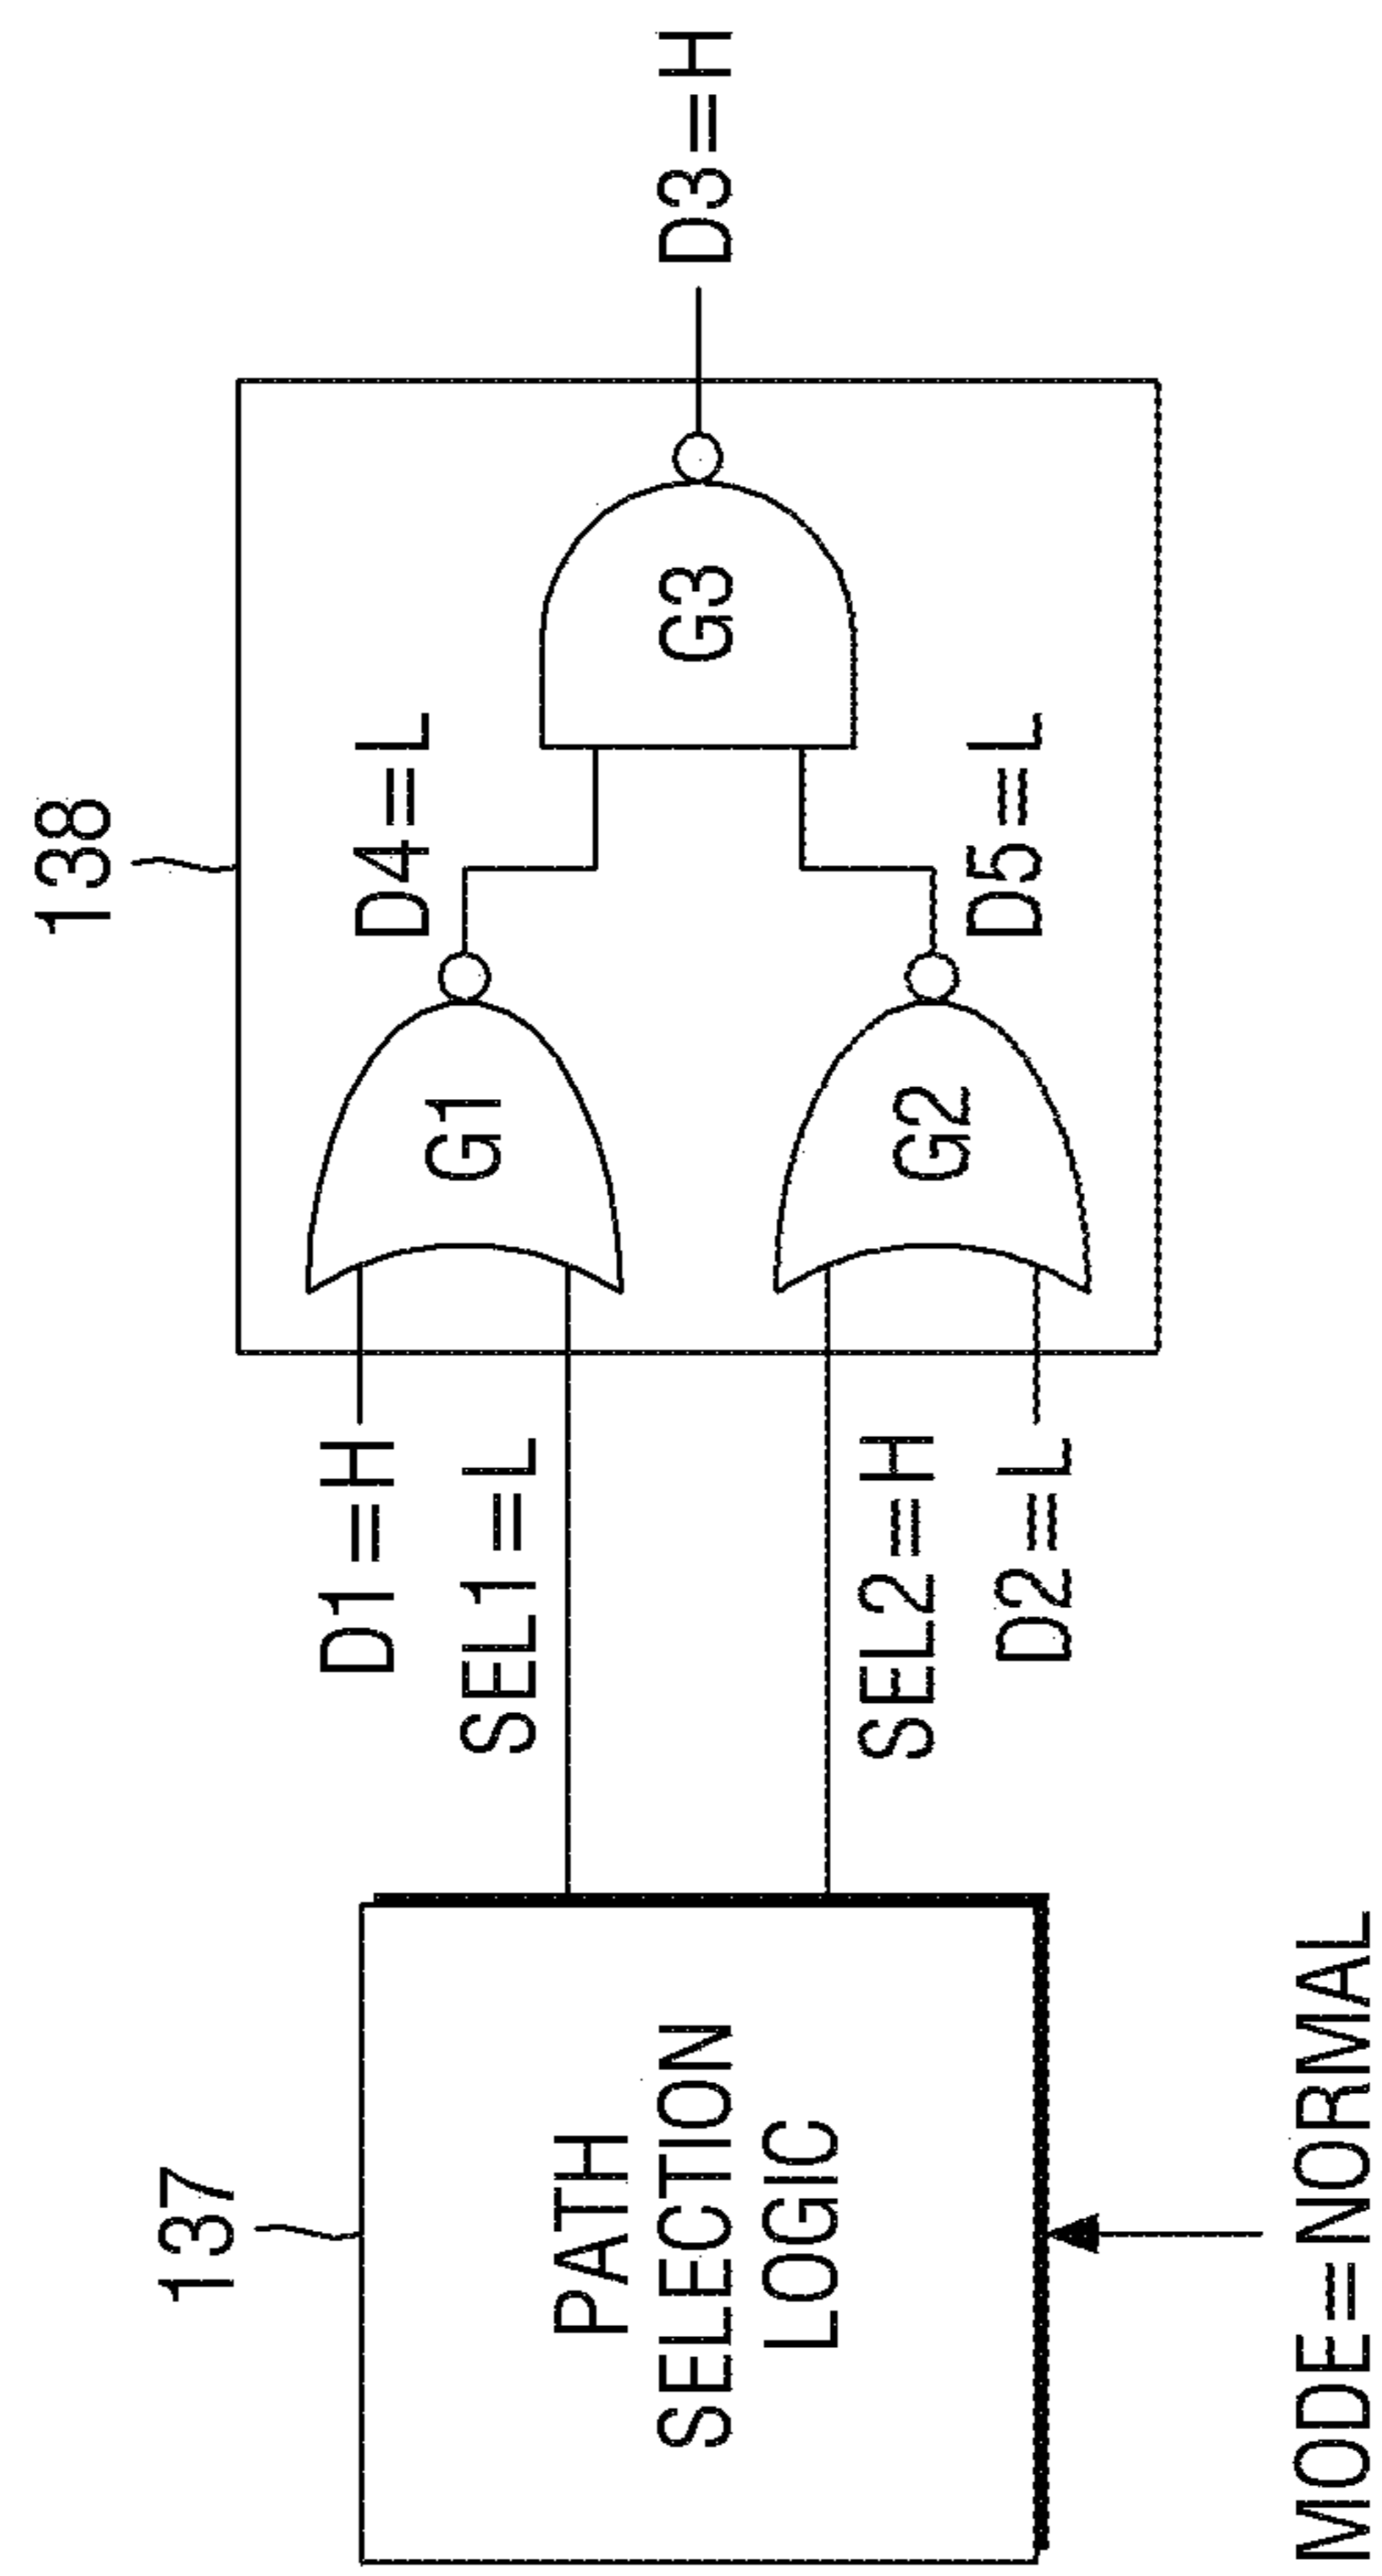 138
137
PATH
SELECTION
LOGIC
MODE=NORMAL
D1=H
SEL1=L
SEL2=H
D2=L
G1
G2
D4=L
D5=L
G3
D3=H